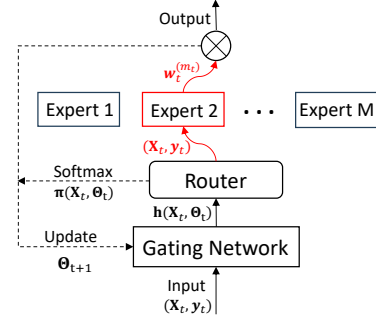 Output
w_t^{(m_t)}
Expert 1 Expert 2 • • • Expert M
(X_t, y_t)
Softmax
π(X_t, Θ_t)
Router
h(X_t, Θ_t)
Update
Θ_{t+1}
Gating Network
Input
(X_t, y_t)